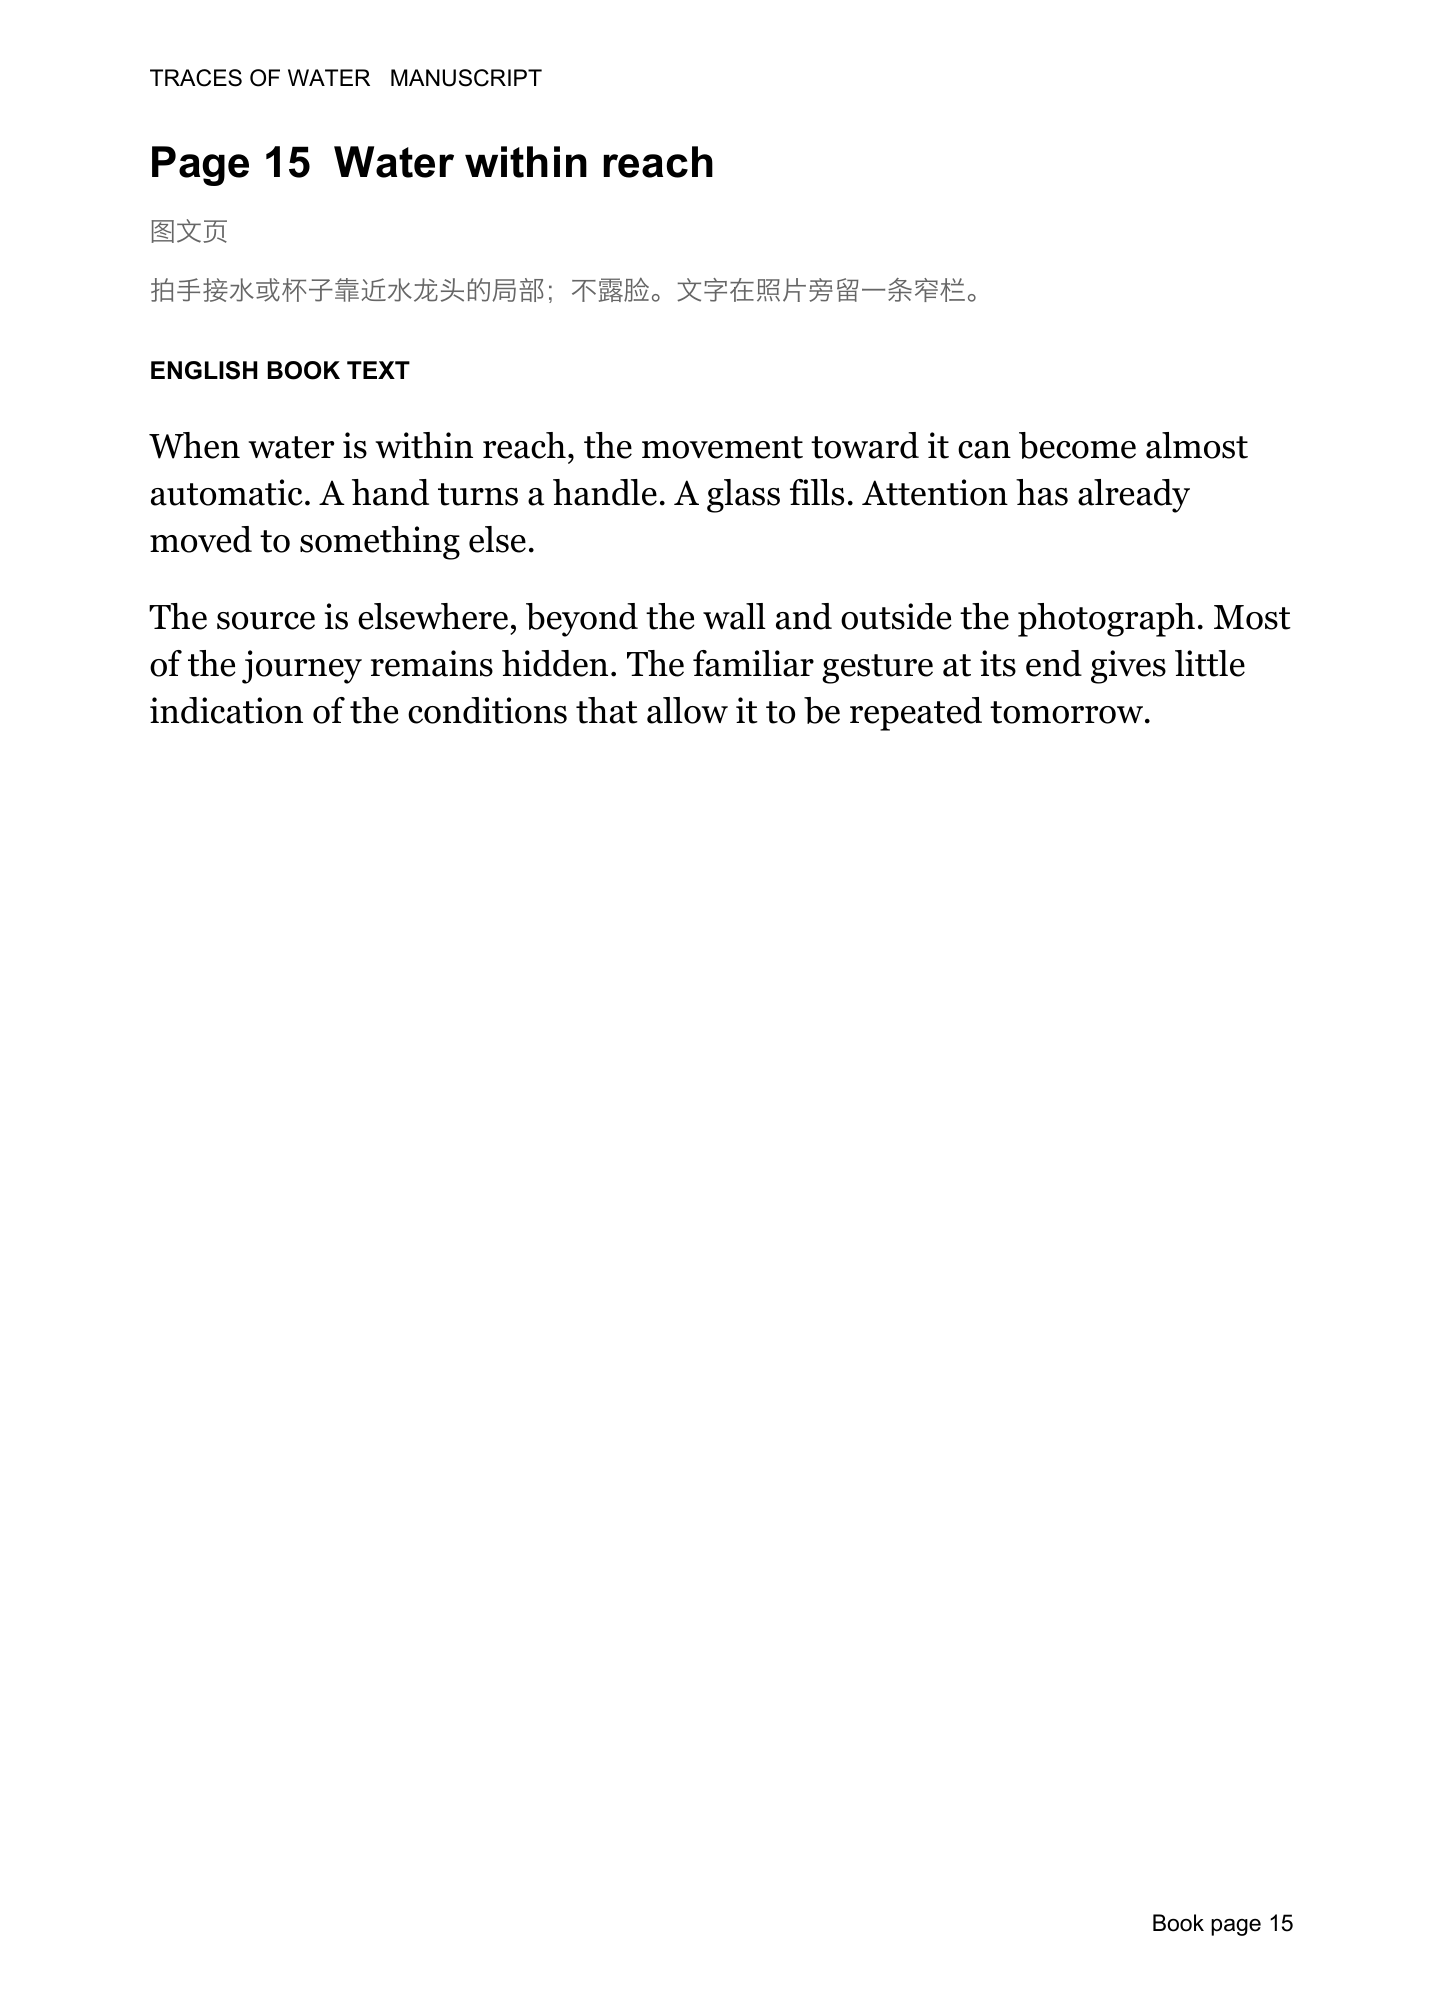 TRACES OF WATER   MANUSCRIPT
Page 15  Water within reach
图文页
拍手接水或杯子靠近水龙头的局部；不露脸。文字在照片旁留一条窄栏。
ENGLISH BOOK TEXT
When water is within reach, the movement toward it can become almost
automatic. A hand turns a handle. A glass fills. Attention has already
moved to something else.
The source is elsewhere, beyond the wall and outside the photograph. Most
of the journey remains hidden. The familiar gesture at its end gives little
indication of the conditions that allow it to be repeated tomorrow.
Book page 15